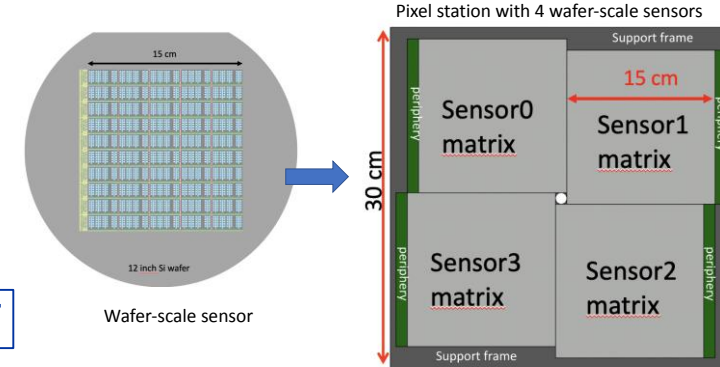 Pixel station with 4 wafer-scale sensors
15 cm
12 inch Si wafer
Wafer-scale sensor
30 cm
Support frame
15 cm
periphery
Sensor0
matrix
Sensor1
matrix
periphery
periphery
Sensor3
matrix
Sensor2
matrix
periphery
Support frame